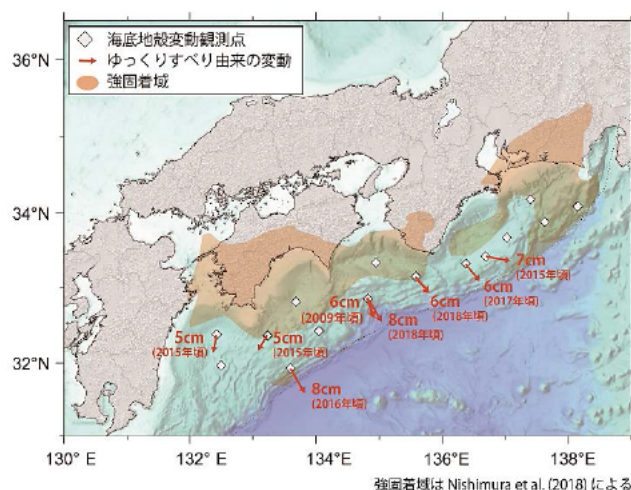 130° E
132°
134°
136°
138°
36°N
34°N
32°N
海底地殻変動観測点
ゆっくりすべり由来の変動
強固着域
7cm
(2015年頃)
6cm
(2017年頃)
6cm
(2018年頃)
6cm
(2009年頃)
8cm
(2018年頃)
5cm
(2015年頃)
5cm
(2015年頃)
8cm
(2016年頃)
130° E
132° E
134° E
136° E
138° E
強固着域は Nishimura et al. (2018) による